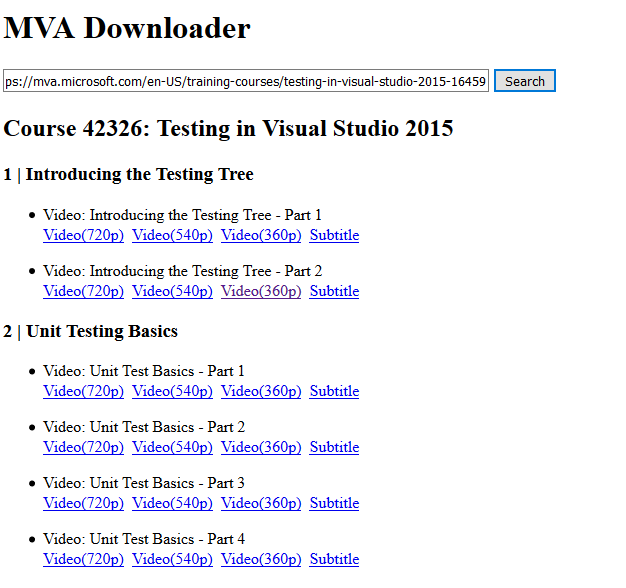 MVA Downloader
ps://mva.microsoft.com/en-US/training-courses/testing-in-visual-studio-2015-16459 Search
Course 42326: Testing in Visual Studio 2015
1 | Introducing the Testing Tree
• Video: Introducing the Testing Tree - Part 1
Video(720p) Video(540p) Video(360p) Subtitle
• Video: Introducing the Testing Tree - Part 2
Video(720p) Video(540p) Video(360p) Subtitle
2 | Unit Testing Basics
• Video: Unit Test Basics - Part 1
Video(720p) Video(540p) Video(360p) Subtitle
• Video: Unit Test Basics - Part 2
Video(720p) Video(540p) Video(360p) Subtitle
• Video: Unit Test Basics - Part 3
Video(720p) Video(540p) Video(360p) Subtitle
• Video: Unit Test Basics - Part 4
Video(720p) Video(540p) Video(360p) Subtitle